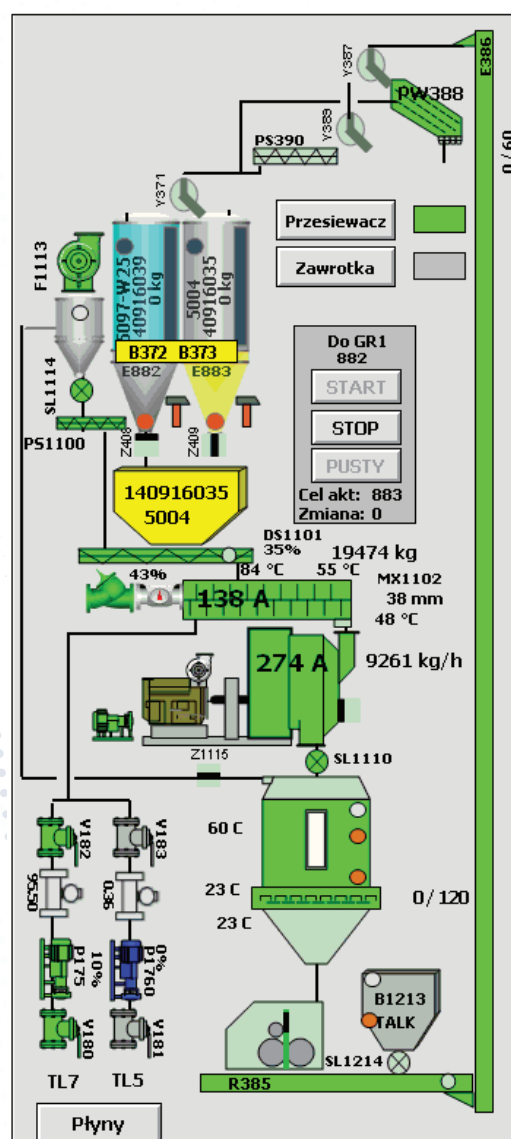 Y387
E386
PW388
Y389
0/60
PS390
Y371
Przesiewacz
F1113
Zawrotka
5097-W25
40916039
0 kg
5004
40916035
0 kg
B372 B373
E882 E883
Do GR1
882
START
STOP
PUSTY
Cel akt: 883
Zmiana: 0
SL1114
PS1100
Z408
Z409
140916035
5004
DS1101
35%
19474 kg
43%
84 °C
55 °C
MX1102
38 mm
48 °C
138 A
274 A
9261 kg/h
Z1115
SL1110
60 C
23 C
23 C
0/120
V182
V183
95.50
0.36
P175
10%
P1760
0%
V180
V181
B1213
TALK
SL1214
TL7
TL5
R385
Płyny